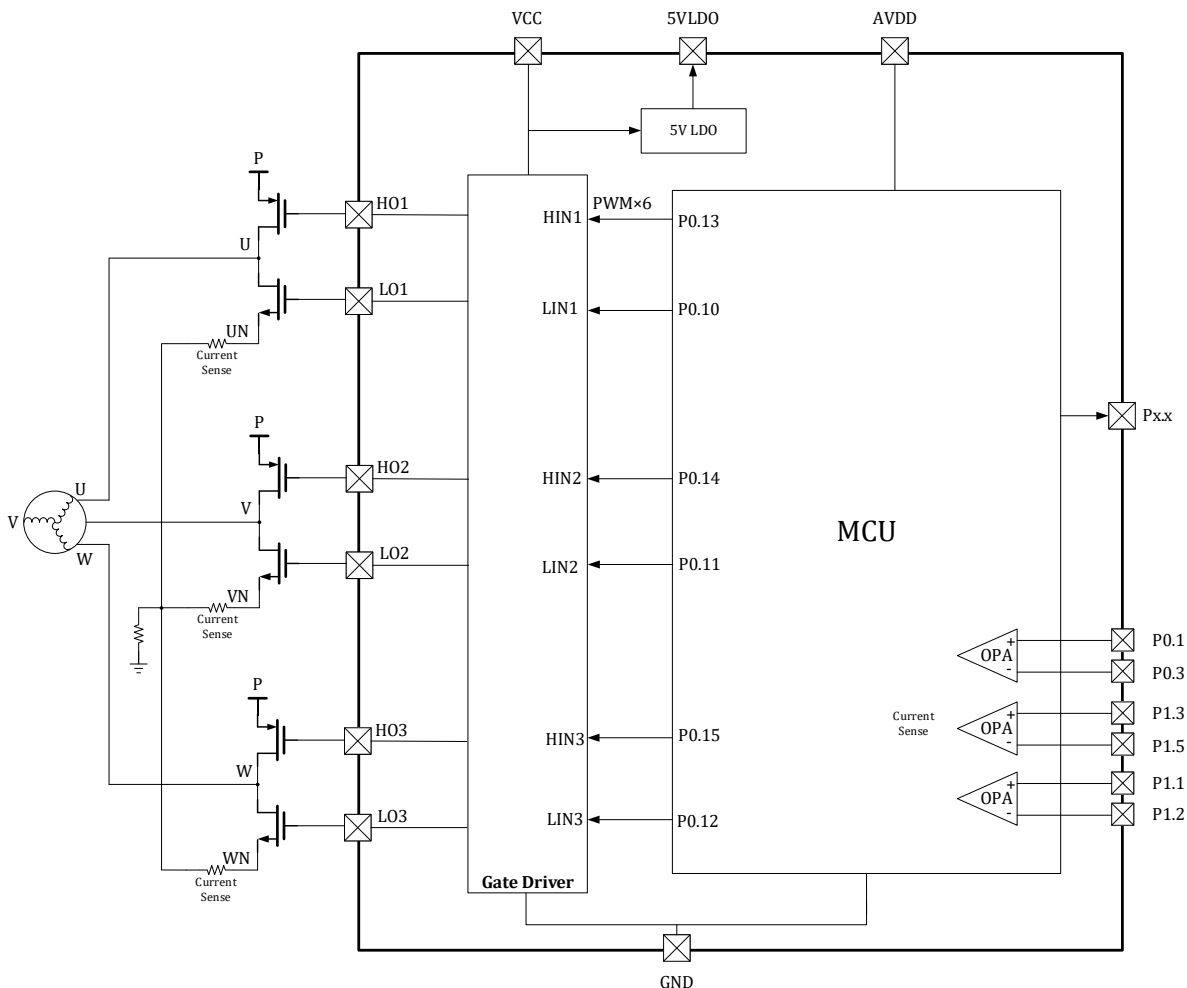 VCC
5VLDO
AVDD
5V LDO
P
HO1
HIN1
PWM×6
P0.13
U
LO1
LIN1
P0.10
UN
Current
Sense
Px.x
P
HO2
HIN2
P0.14
U
V
V
W
MCU
LO2
LIN2
P0.11
VN
Current
Sense
+
OPA
-
P0.1
P0.3
P
HO3
HIN3
P0.15
Current
Sense
+
OPA
-
P1.3
P1.5
W
LO3
LIN3
P0.12
+
OPA
-
P1.1
P1.2
WN
Current
Sense
Gate Driver
GND